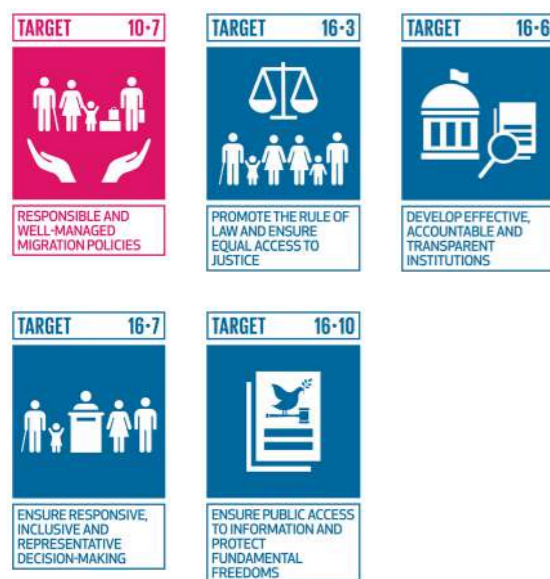 TARGET 10•7
RESPONSIBLE AND
WELL-MANAGED
MIGRATION POLICIES
TARGET 16•3
PROMOTE THE RULE OF
LAW AND ENSURE
EQUAL ACCESS TO
JUSTICE
TARGET 16•6
DEVELOP EFFECTIVE,
ACCOUNTABLE AND
TRANSPARENT
INSTITUTIONS
TARGET 16•7
ENSURE RESPONSIVE,
INCLUSIVE AND
REPRESENTATIVE
DECISION-MAKING
TARGET 16•10
ENSURE PUBLIC ACCESS
TO INFORMATION AND
PROTECT
FUNDAMENTAL
FREEDOMS